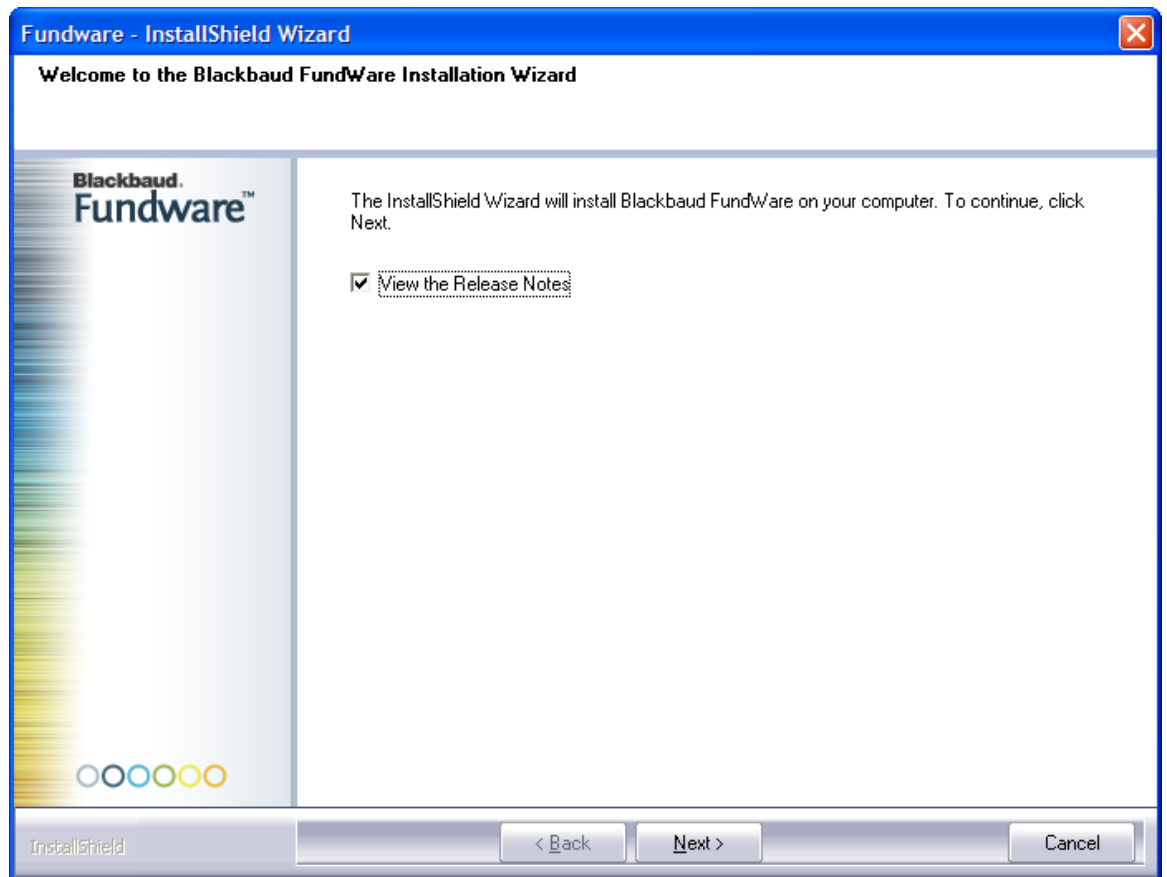 Fundware - InstallShield Wizard
Welcome to the Blackbaud FundWare Installation Wizard
Blackbaud.
Fundware™
The InstallShield Wizard will install Blackbaud FundWare on your computer. To continue, click
Next.
View the Release Notes
InstallShield
< Back
Next >
Cancel